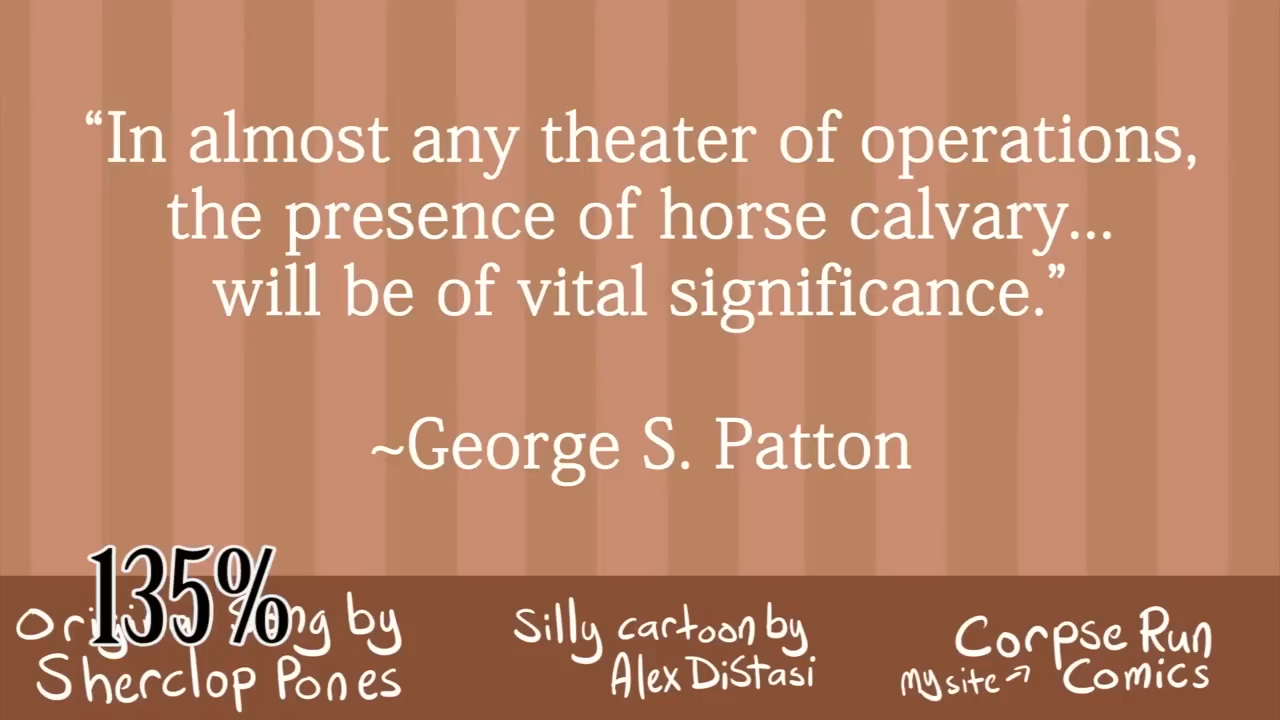 “In almost any theater of operations,
the presence of horse calvary...
will be of vital significance.”
~George S. Patton
135%
song by
Sherclop Pones
Silly cartoon by
Alex DiStasi
Corpse Run
my site → Comics